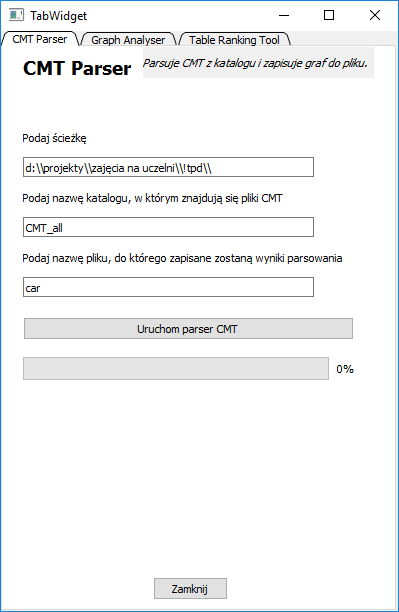 TabWidget
CMT Parser Graph Analyser Table Ranking Tool
CMT Parser Parsuje CMT z katalogu i zapisuje graf do pliku.
Podaj ścieżkę
d:\\projekty\\zajęcia na uczelni\\!tpd\\
Podaj nazwę katalogu, w którym znajdują się pliki CMT
CMT_all
Podaj nazwę pliku, do którego zapisane zostaną wyniki parsowania
car
Uruchom parser CMT
0%
Zamknij